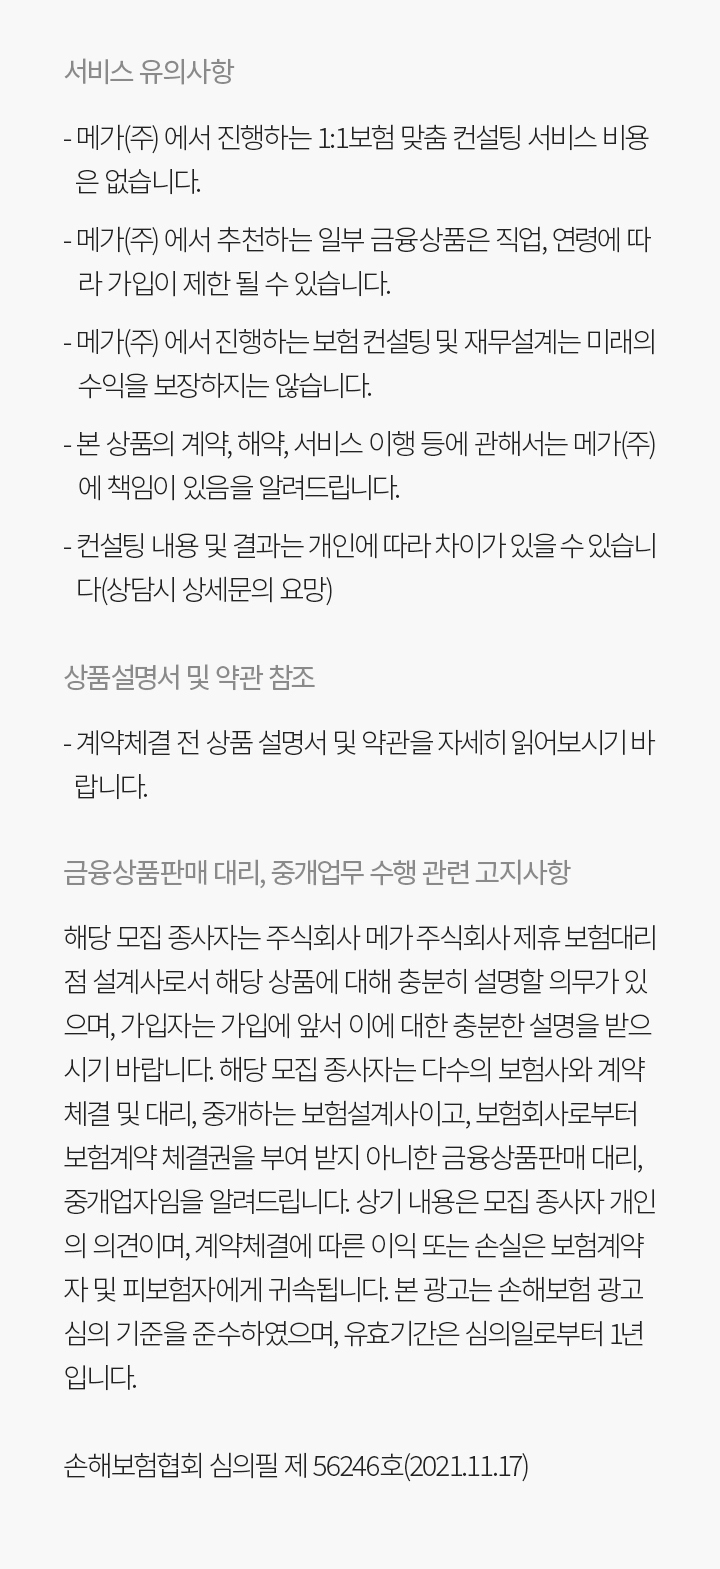 서비스 유의사항
- 메가(주) 에서 진행하는 1:1보험 맞춤 컨설팅 서비스 비용
은 없습니다.
- 메가(주) 에서 추천하는 일부 금융상품은 직업, 연령에 따
라 가입이 제한 될 수 있습니다.
- 메가(주) 에서 진행하는 보험 컨설팅 및 재무설계는 미래의
수익을 보장하지는 않습니다.
- 본 상품의 계약, 해약, 서비스 이행 등에 관해서는 메가(주)
에 책임이 있음을 알려드립니다.
- 컨설팅 내용 및 결과는 개인에 따라 차이가 있을 수 있습니
다(상담시 상세문의 요망)
상품설명서 및 약관 참조
- 계약체결 전 상품 설명서 및 약관을 자세히 읽어보시기 바
랍니다.
금융상품판매 대리, 중개업무 수행 관련 고지사항
해당 모집 종사자는 주식회사 메가 주식회사 제휴 보험대리
점 설계사로서 해당 상품에 대해 충분히 설명할 의무가 있
으며, 가입자는 가입에 앞서 이에 대한 충분한 설명을 받으
시기 바랍니다. 해당 모집 종사자는 다수의 보험사와 계약
체결 및 대리, 중개하는 보험설계사이고, 보험회사로부터
보험계약 체결권을 부여 받지 아니한 금융상품판매 대리,
중개업자임을 알려드립니다. 상기 내용은 모집 종사자 개인
의 의견이며, 계약체결에 따른 이익 또는 손실은 보험계약
자 및 피보험자에게 귀속됩니다. 본 광고는 손해보험 광고
심의 기준을 준수하였으며, 유효기간은 심의일로부터 1년
입니다.
손해보험협회 심의필 제 56246호(2021.11.17)